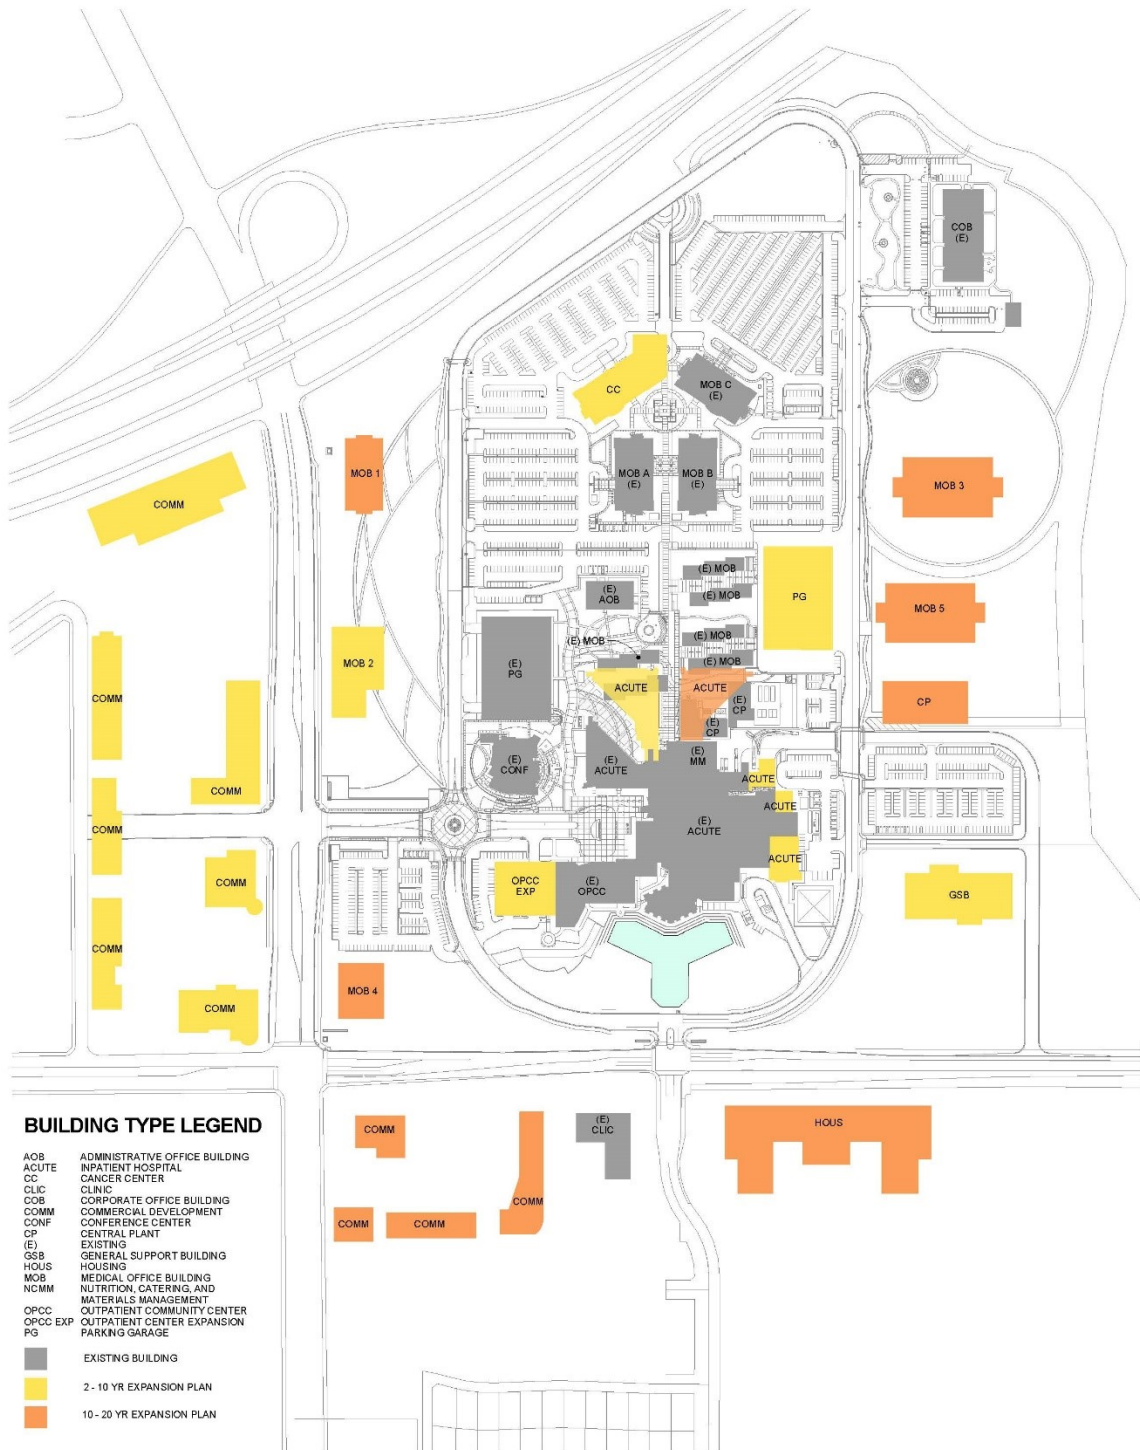 COB
(E)
CC
MOB C
(E)
MOB 1
MOB A
(E)
MOB B
(E)
MOB 3
COMM
(E) MOB
(E) MOB
PG
(E)
AOB
MOB 5
(E) MOB
(E) MOB
(E) MOB
MOB 2
(E)
PG
ACUTE
ACUTE
(E)
CP
CP
COMM
(E)
CP
(E)
CONF
(E)
ACUTE
(E)
MM
ACUTE
COMM
ACUTE
COMM
(E)
ACUTE
ACUTE
COMM
OPCC
EXP
(E)
OPCC
GSB
COMM
MOB 4
COMM
BUILDING TYPE LEGEND
AOB ADMINISTRATIVE OFFICE BUILDING
ACUTE INPATIENT HOSPITAL
CC CANCER CENTER
CLIC CLINIC
COB CORPORATE OFFICE BUILDING
COMM COMMERCIAL DEVELOPMENT
CONF CONFERENCE CENTER
CP CENTRAL PLANT
(E) EXISTING
GSB GENERAL SUPPORT BUILDING
HOUS HOUSING
MOB MEDICAL OFFICE BUILDING
NCMM NUTRITION, CATERING, AND
MATERIALS MANAGEMENT
OPCC OUTPATIENT COMMUNITY CENTER
OPCC EXP OUTPATIENT CENTER EXPANSION
PG PARKING GARAGE
EXISTING BUILDING
2 - 10 YR EXPANSION PLAN
10 - 20 YR EXPANSION PLAN
COMM
(E)
CLIC
HOUS
COMM
COMM
COMM